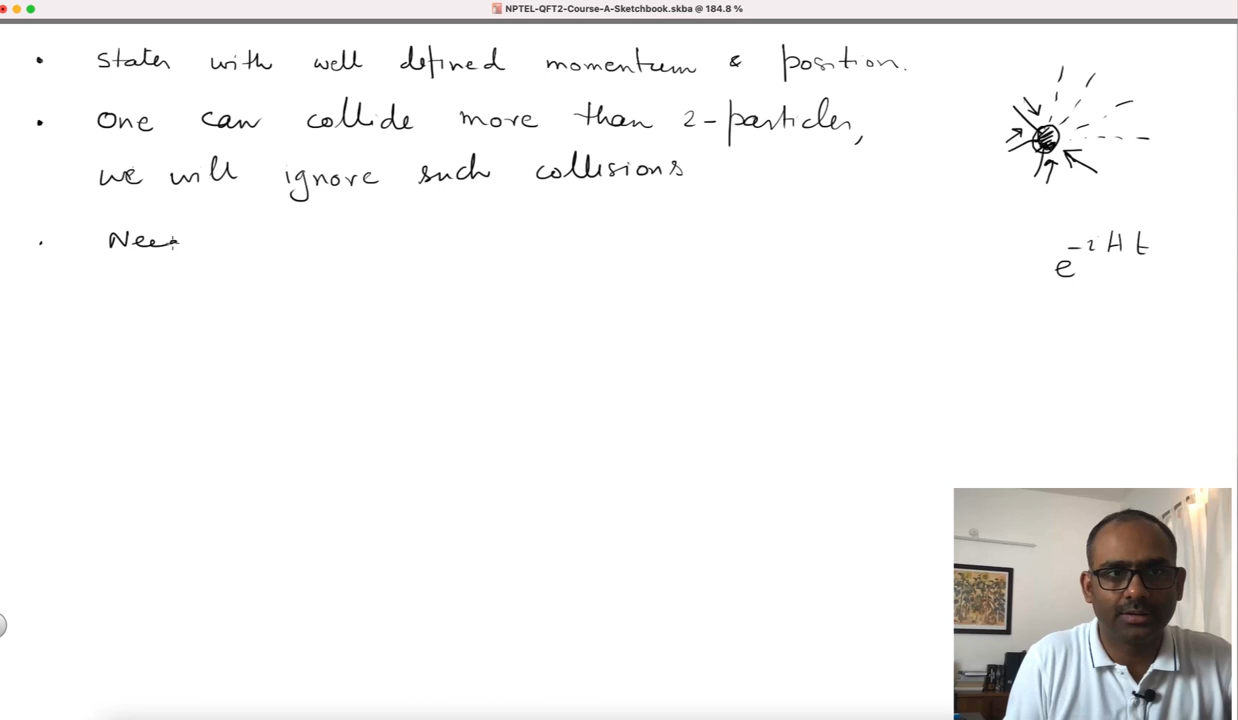 NPTEL-QFT2-Course-A-Sketchbook.skba @ 184.8 %
• states with well defined momentum & position.
• One can collide more than 2-particles,
we will ignore such collisions
• Nee
e^{-iHt}